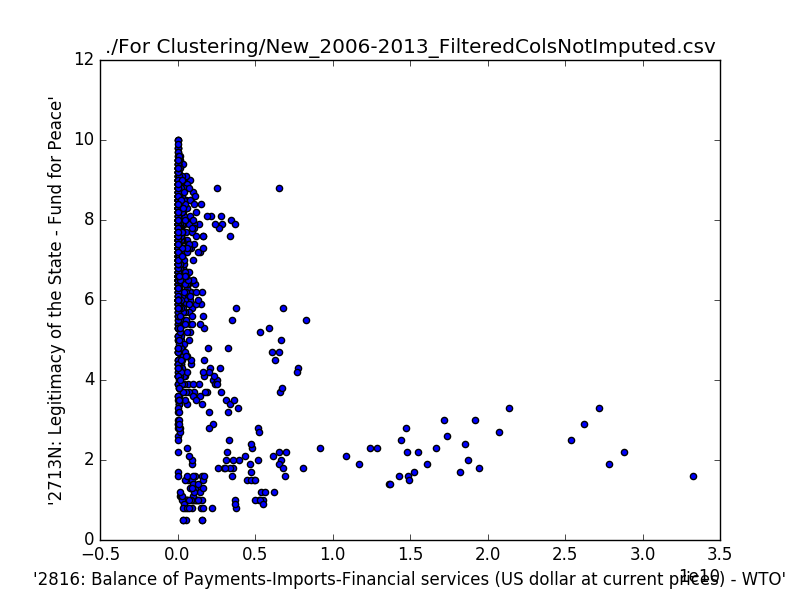 ./For Clustering/New_2006-2013_FilteredColsNotImputed.csv
12
10
8
6
4
2
0
'2713N: Legitimacy of the State - Fund for Peace'
−0.5 0.0 0.5 1.0 1.5 2.0 2.5 3.0 3.5
1e10
'2816: Balance of Payments-Imports-Financial services (US dollar at current prices) - WTO'